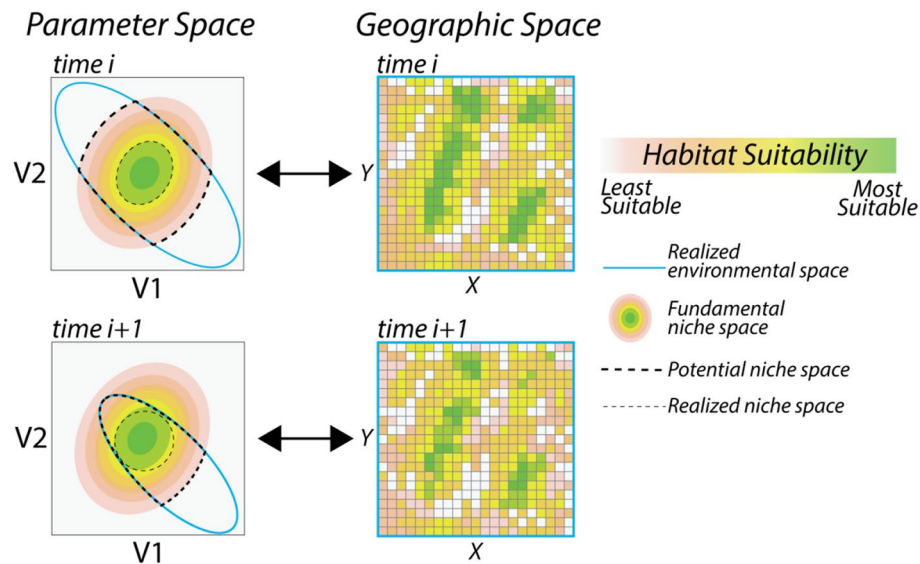 Parameter Space
Geographic Space
time i
time i
V2
Y
V1
X
Habitat Suitability
Least
Suitable
Most
Suitable
Realized
environmental space
Fundamental
niche space
Potential niche space
Realized niche space
time i+1
time i+1
V2
Y
V1
X